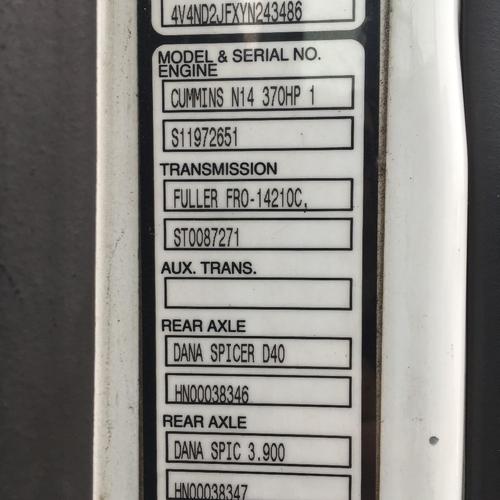 4V4ND2JFXYN243486
MODEL & SERIAL NO.
ENGINE
CUMMINS N14 370HP 1
S11972651
TRANSMISSION
FULLER FRO-14210C,
ST0087271
AUX. TRANS.
REAR AXLE
DANA SPICER D40
HN00038346
REAR AXLE
DANA SPIC 3.900
HN00038347